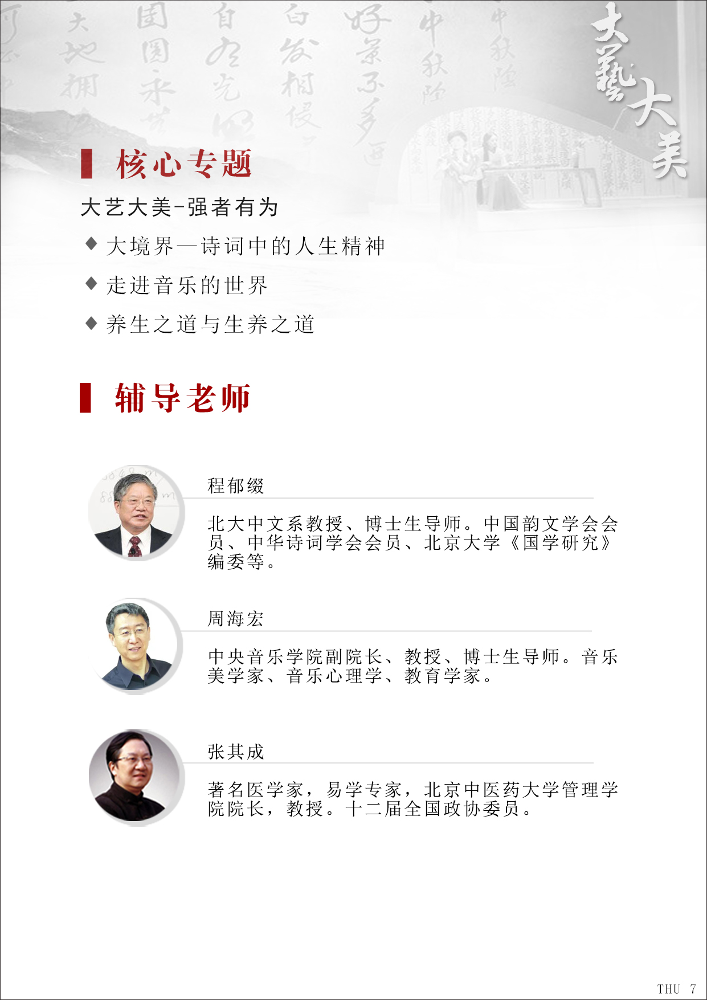 大藝大美
核心专题
大艺大美-强者有为
大境界—诗词中的人生精神
走进音乐的世界
养生之道与生养之道
辅导老师
程郁缀
北大中文系教授、博士生导师。中国韵文学会会
员、中华诗词学会会员、北京大学《国学研究》
编委等。
周海宏
中央音乐学院副院长、教授、博士生导师。音乐
美学家、音乐心理学、教育学家。
张其成
著名医学家，易学专家，北京中医药大学管理学
院院长，教授。十二届全国政协委员。
THU 7